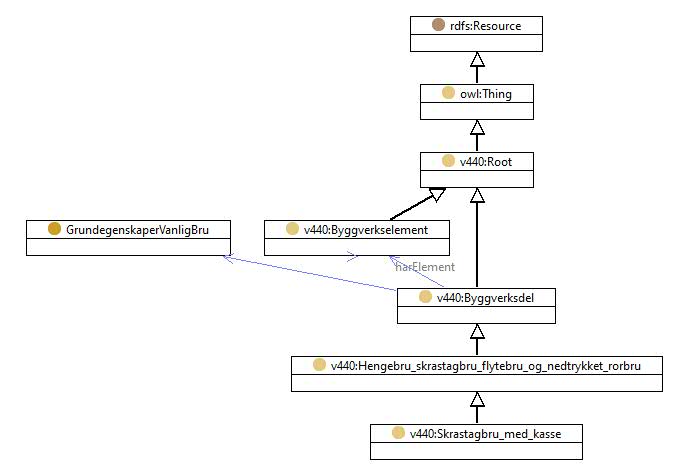 rdfs:Resource
owl:Thing
v440:Root
GrundegenskaperVanligBru
v440:Byggverkselement
harElement
v440:Byggverksdel
v440:Hengebru_skrastagbru_flytebru_og_nedtrykket_rorbru
v440:Skrastagbru_med_kasse